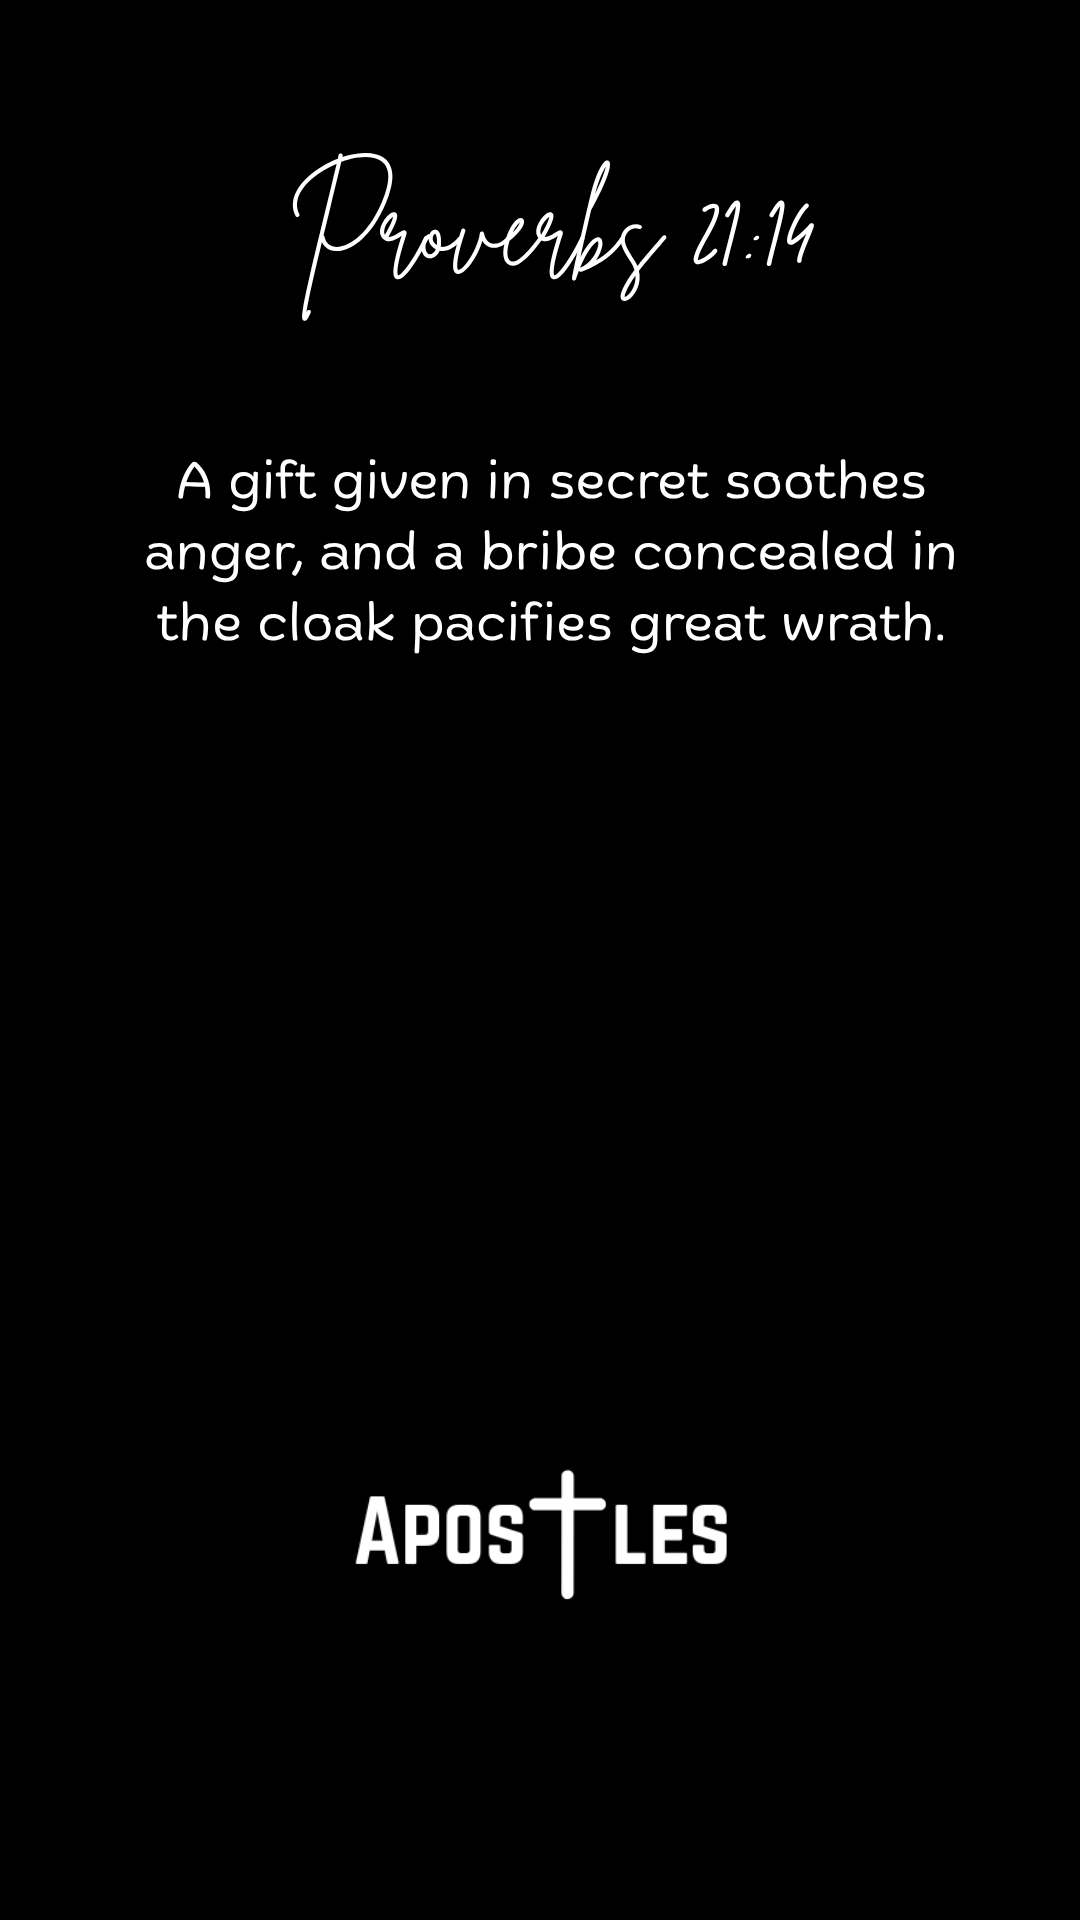 Proverbs 21:14
A gift given in secret soothes
anger, and a bribe concealed in
the cloak pacifies great wrath.
APOSTLES